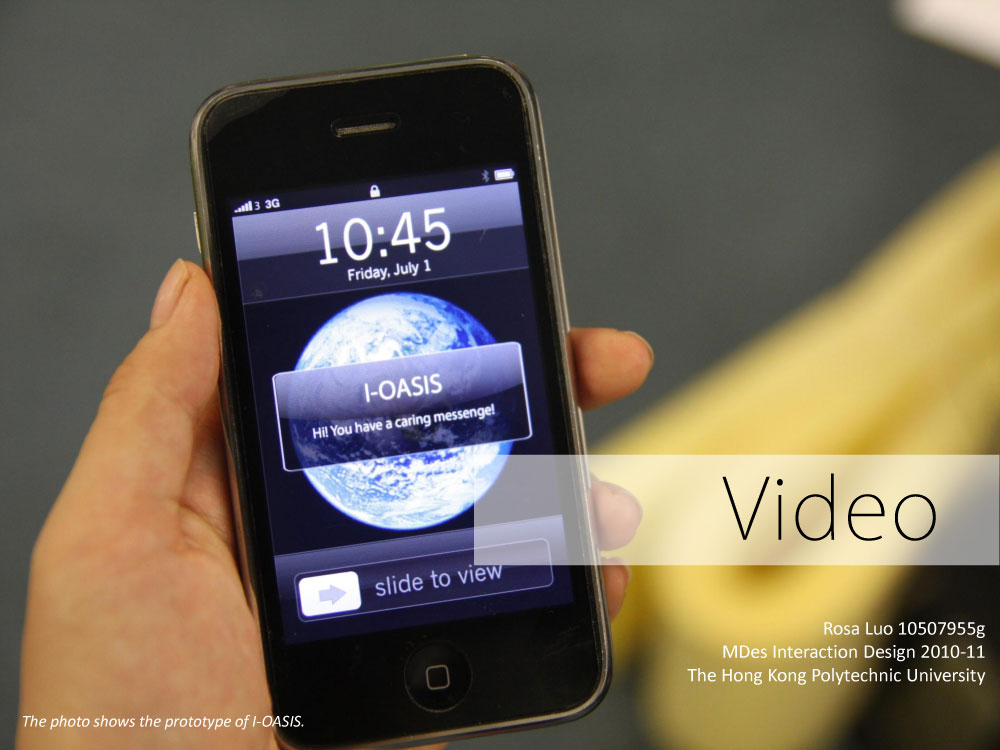 3 3G
10:45
Friday, July 1
I-OASIS
Hi! You have a caring messenge!
slide to view
Video
Rosa Luo 10507955g
MDes Interaction Design 2010-11
The Hong Kong Polytechnic University
The photo shows the prototype of I-OASIS.